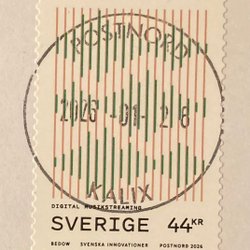 POSTNORD
2026 -01- 26
KALIX
DIGITAL MUSIKSTREAMING
SVERIGE 44KR
BEDOW SVENSKA INNOVATIONER POSTNORD 2026